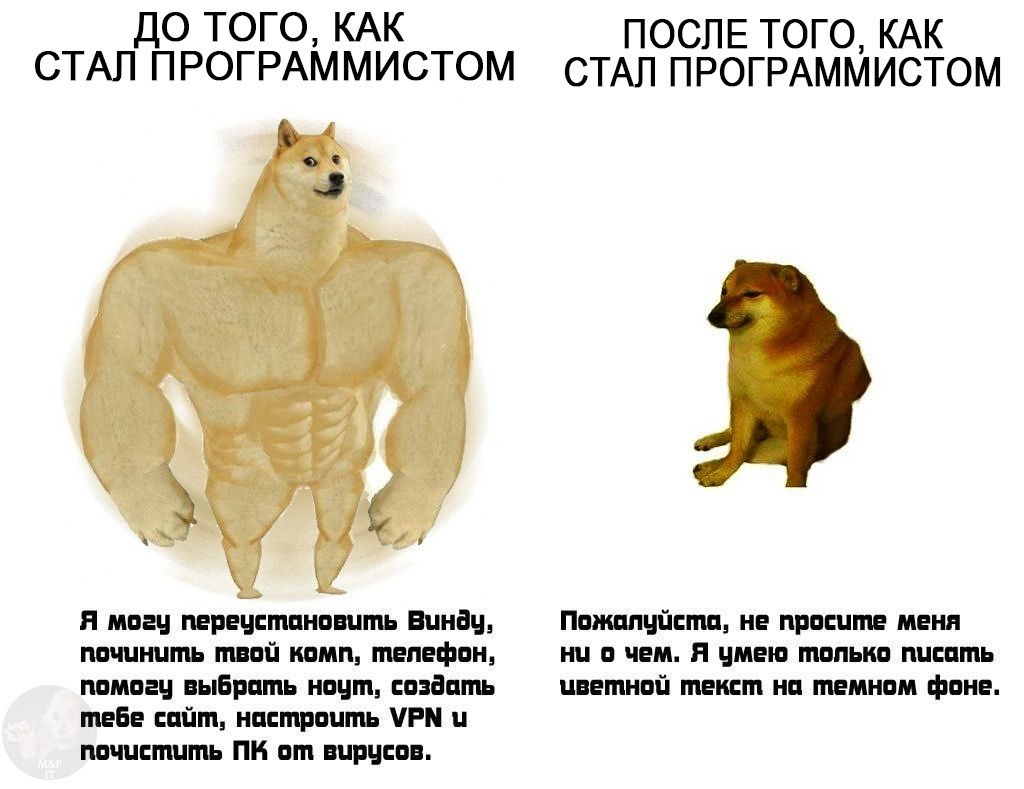 ДО ТОГО, КАК
СТАЛ ПРОГРАММИСТОМ
ПОСЛЕ ТОГО, КАК
СТАЛ ПРОГРАММИСТОМ
Я могу переустановить Винду,
починить твой комп, телефон,
помогу выбрать ноут, создать
тебе сайт, настроить VPN и
почистить ПК от вирусов.
Пожалуйста, не просите меня
ни о чем. Я умею только писать
цветной текст на темном фоне.
M&P
IT